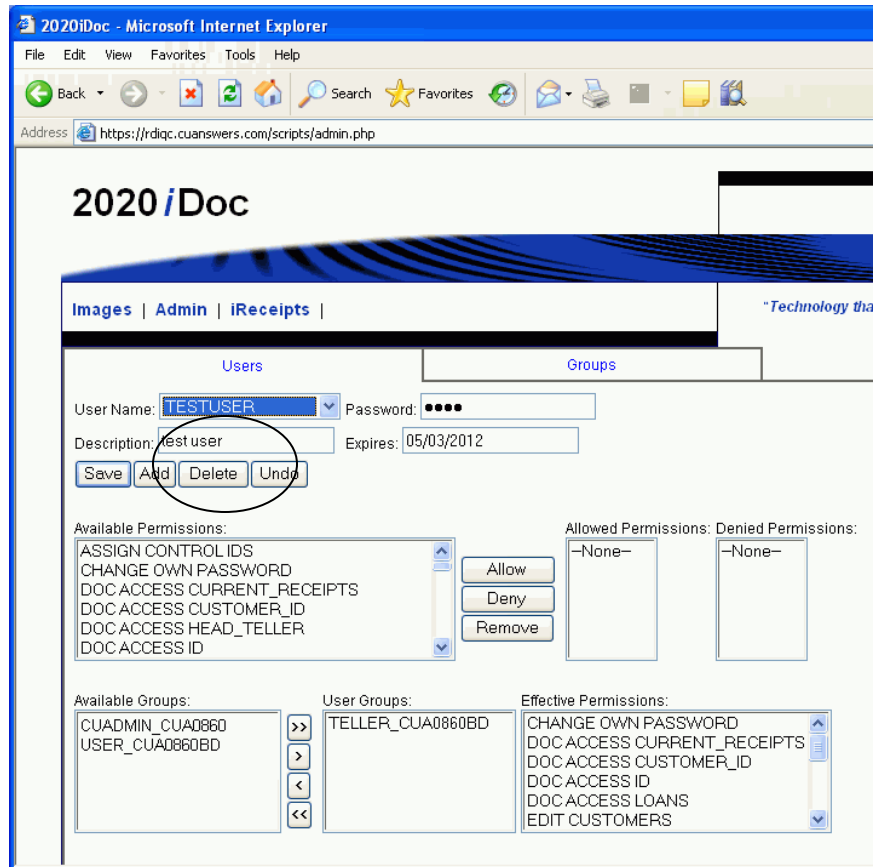 2020iDoc - Microsoft Internet Explorer
File Edit View Favorites Tools Help
Back Search Favorites
Address https://rdiqc.cuanswers.com/scripts/admin.php
2020 iDoc
Images | Admin | iReceipts |
"Technology tha
Users Groups
User Name: TESTUSER Password: ●●●●
Description: test user Expires: 05/03/2012
Save Add Delete Undo
Available Permissions: Allowed Permissions: Denied Permissions:
ASSIGN CONTROL IDS
CHANGE OWN PASSWORD
DOC ACCESS CURRENT_RECEIPTS
DOC ACCESS CUSTOMER_ID
DOC ACCESS HEAD_TELLER
DOC ACCESS ID
Allow
Deny
Remove
–None–
–None–
Available Groups: User Groups: Effective Permissions:
CUADMIN_CUA0860
USER_CUA0860BD
>>
>
<
<<
TELLER_CUA0860BD
CHANGE OWN PASSWORD
DOC ACCESS CURRENT_RECEIPTS
DOC ACCESS CUSTOMER_ID
DOC ACCESS ID
DOC ACCESS LOANS
EDIT CUSTOMERS